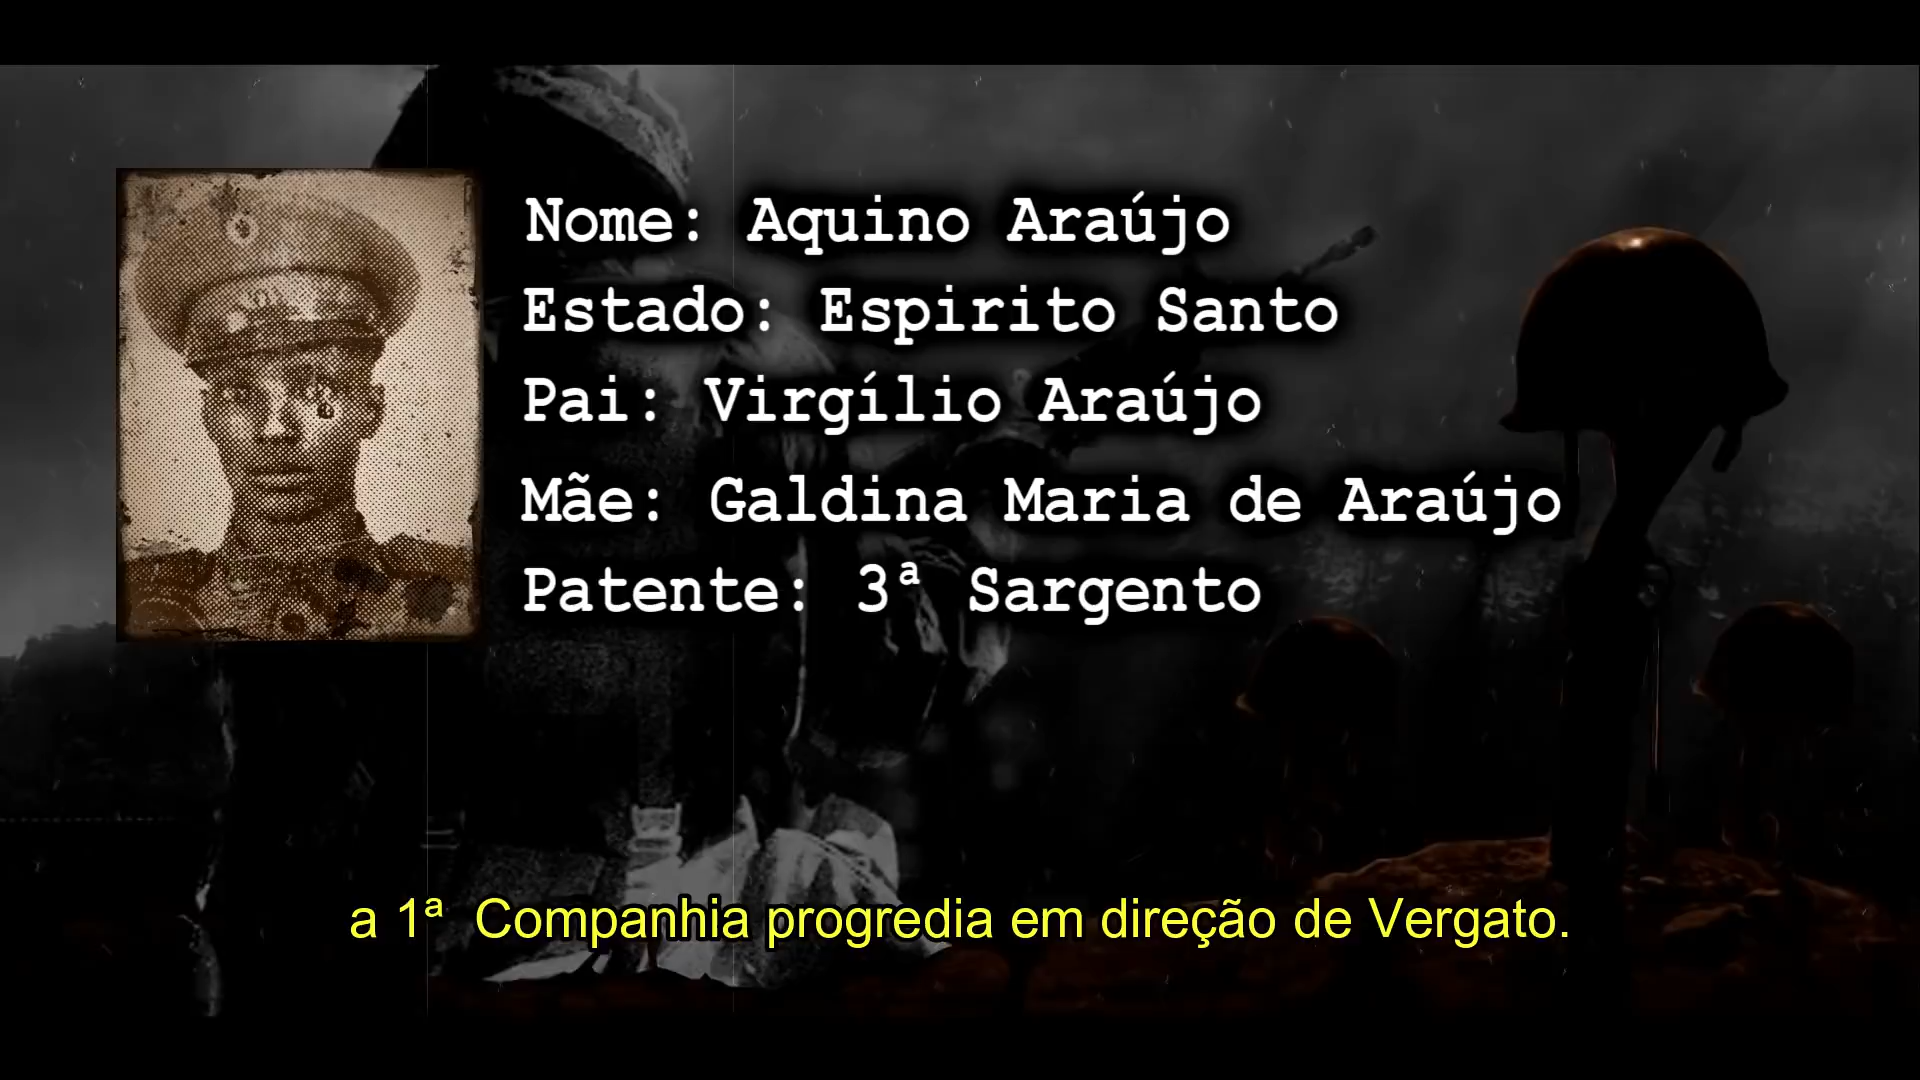 Nome: Aquino Araújo
Estado: Espirito Santo
Pai: Virgílio Araújo
Mãe: Galdina Maria de Araújo
Patente: 3ª Sargento
a 1ª Companhia progredia em direção de Vergato.